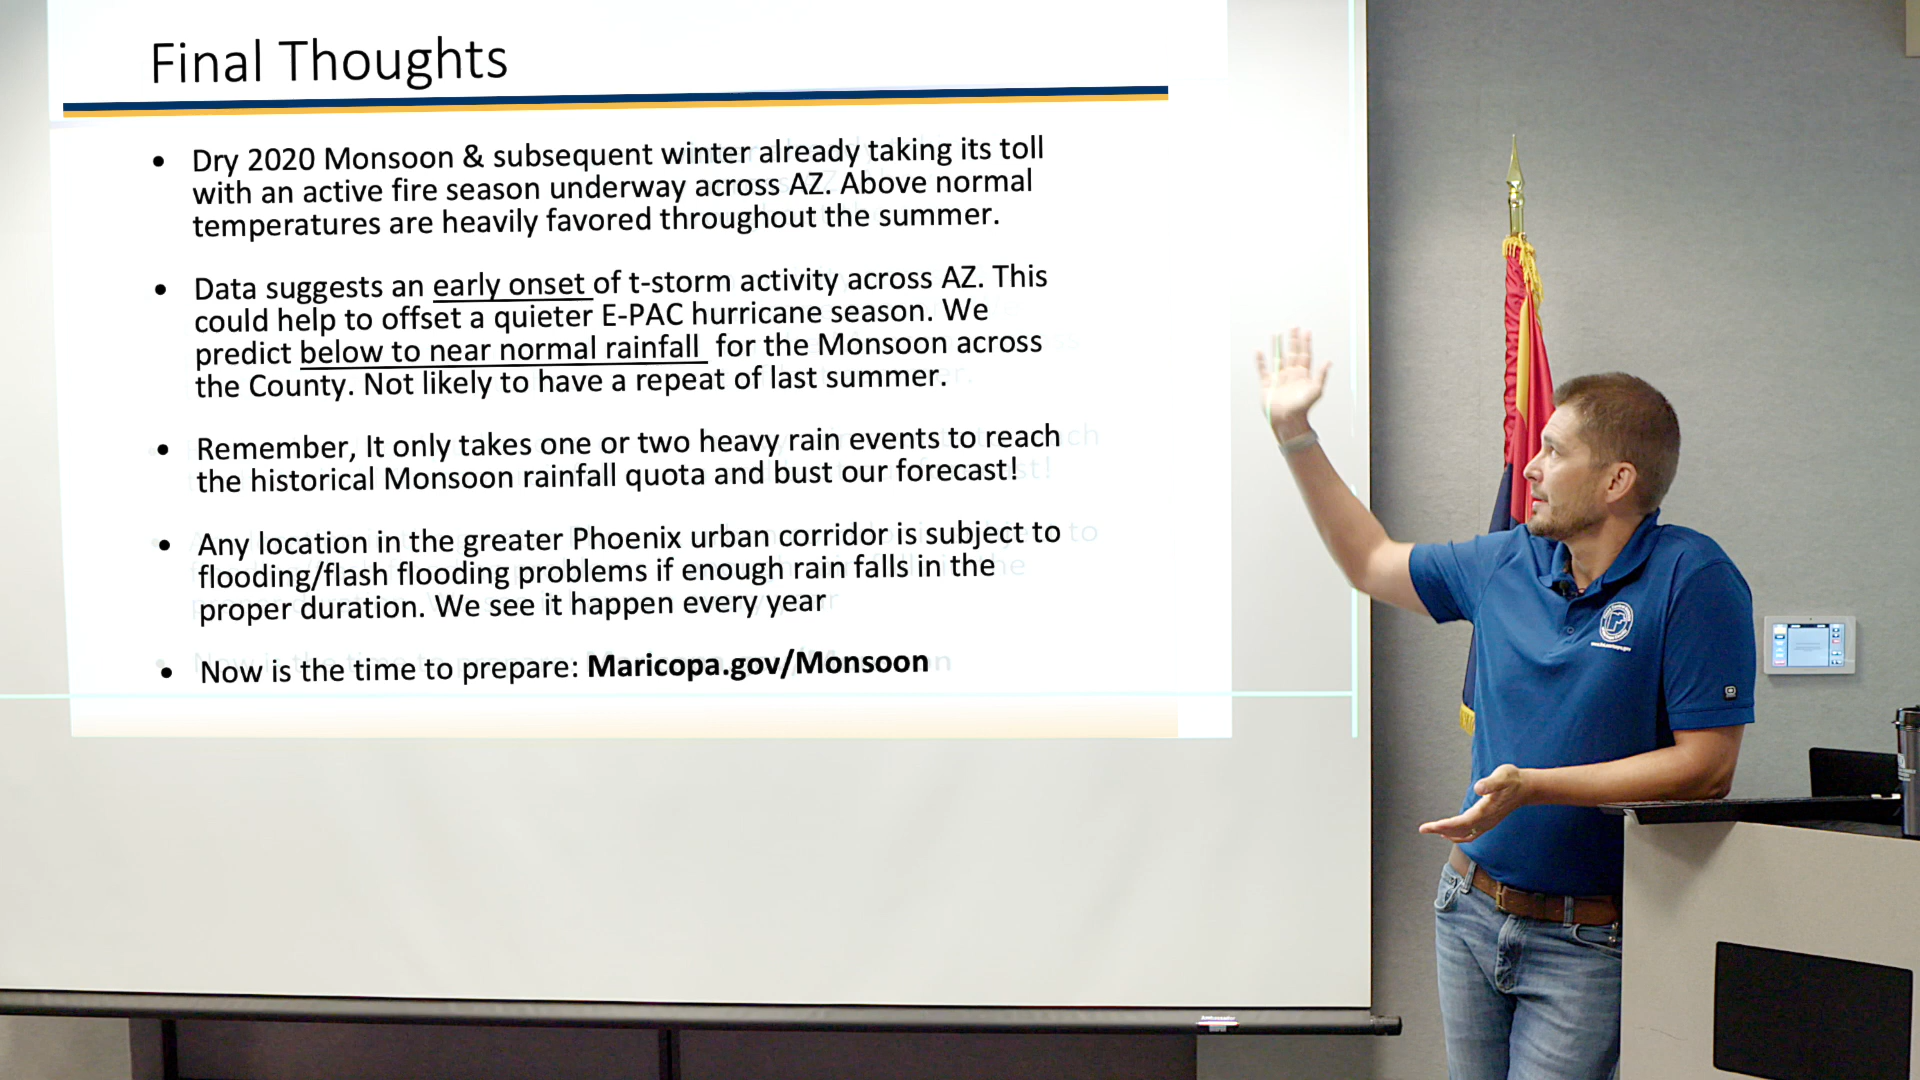 Final Thoughts
• Dry 2020 Monsoon & subsequent winter already taking its toll
with an active fire season underway across AZ. Above normal
temperatures are heavily favored throughout the summer.
• Data suggests an early onset of t-storm activity across AZ. This
could help to offset a quieter E-PAC hurricane season. We
predict below to near normal rainfall for the Monsoon across
the County. Not likely to have a repeat of last summer.
• Remember, It only takes one or two heavy rain events to reach
the historical Monsoon rainfall quota and bust our forecast!
• Any location in the greater Phoenix urban corridor is subject to
flooding/flash flooding problems if enough rain falls in the
proper duration. We see it happen every year
• Now is the time to prepare: Maricopa.gov/Monsoon